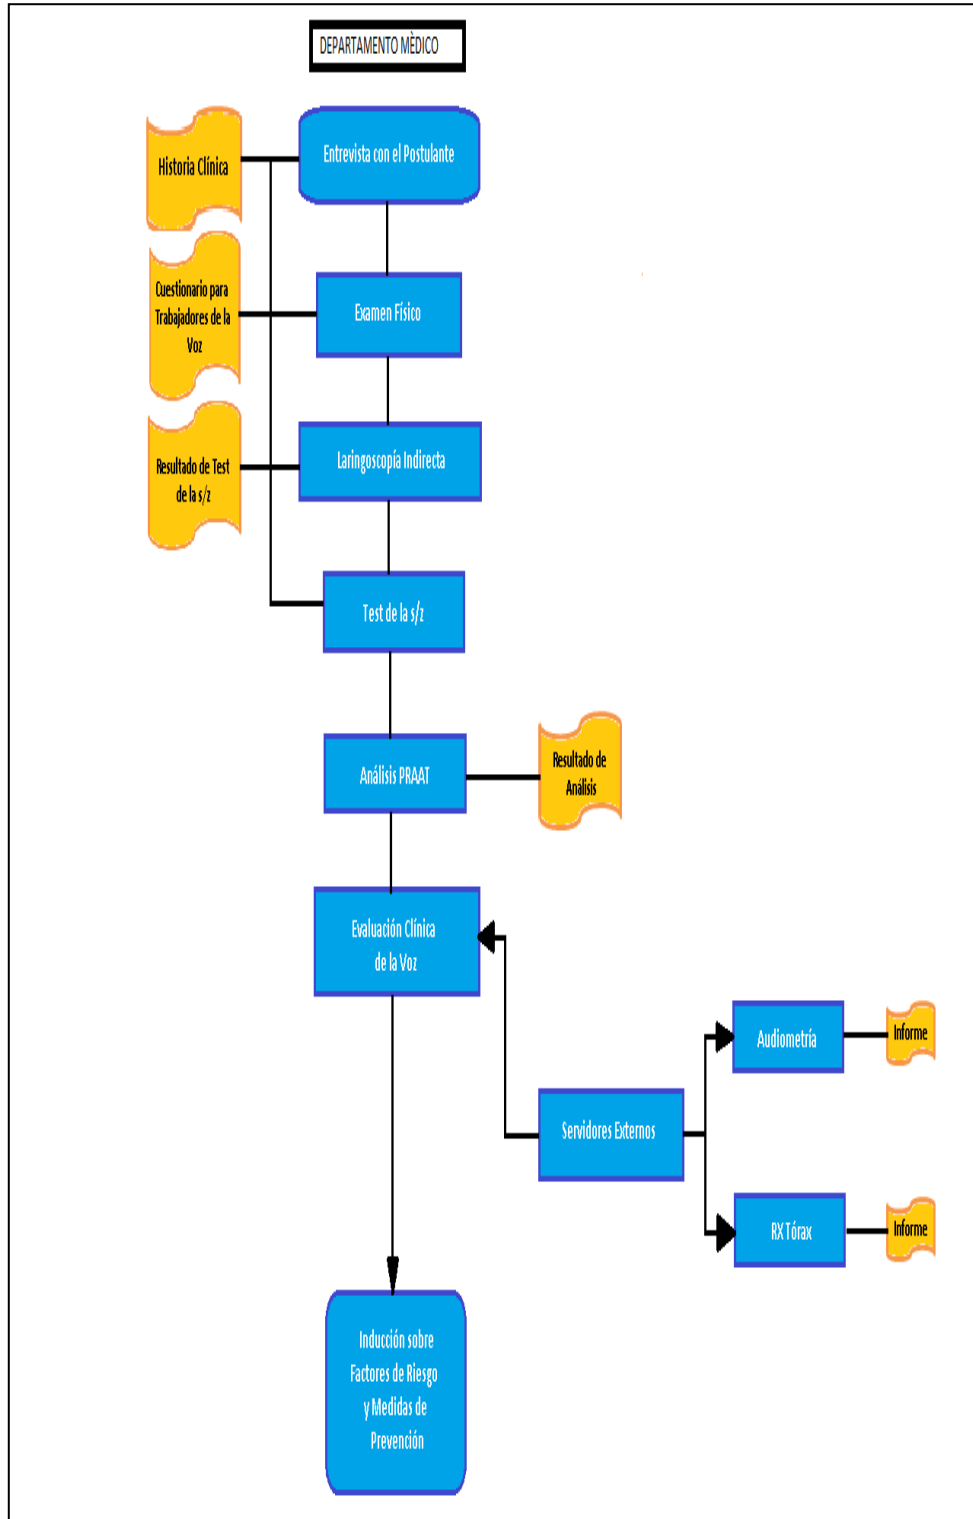 DEPARTAMENTO MÈDICO
Historia Clínica
Entrevista con el Postulante
Cuestionario para
Trabajadores de la
Voz
Examen Físico
Resultado de Test
de la s/z
Laringoscopía Indirecta
Test de la s/z
Análisis PRAAT
Resultado de
Análisis
Evaluación Clínica
de la Voz
Servidores Externos
Audiometría
Informe
RX Tórax
Informe
Inducción sobre
Factores de Riesgo
y Medidas de
Prevención